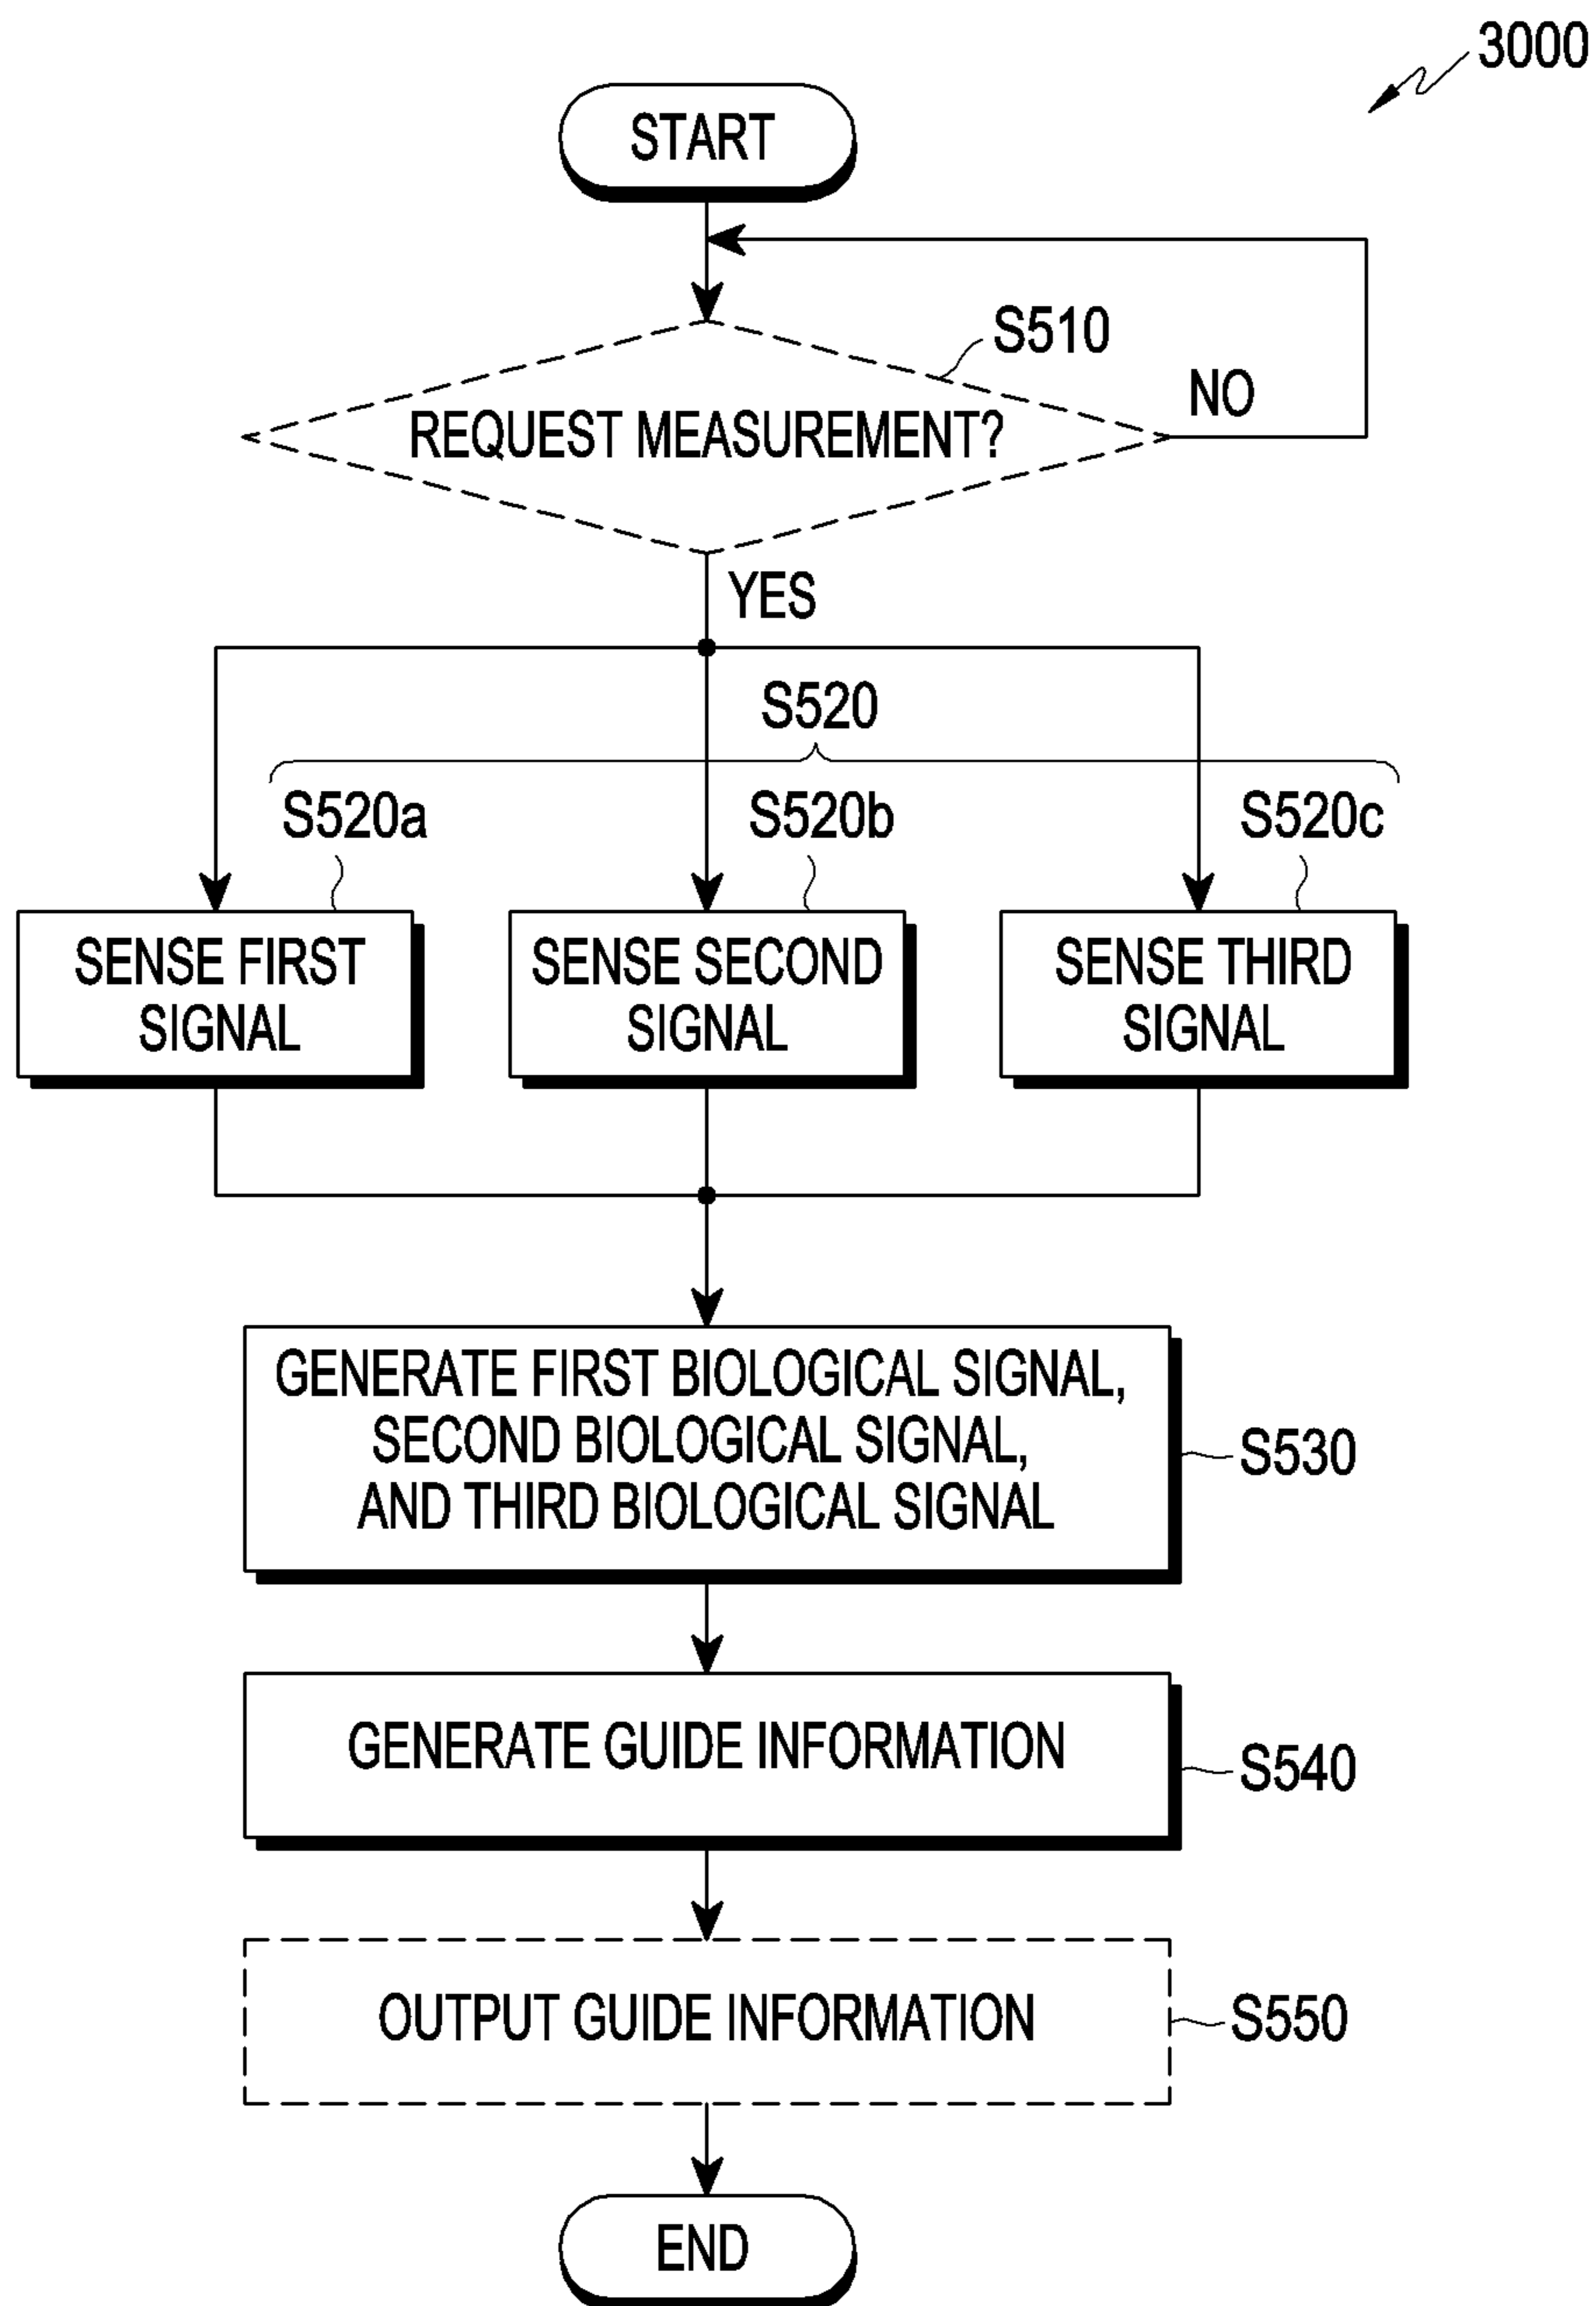 3000
START
S510
NO
REQUEST MEASUREMENT?
YES
S520
S520a
S520b
S520c
SENSE FIRST
SIGNAL
SENSE SECOND
SIGNAL
SENSE THIRD
SIGNAL
GENERATE FIRST BIOLOGICAL SIGNAL,
SECOND BIOLOGICAL SIGNAL,
AND THIRD BIOLOGICAL SIGNAL
S530
GENERATE GUIDE INFORMATION
S540
OUTPUT GUIDE INFORMATION
S550
END